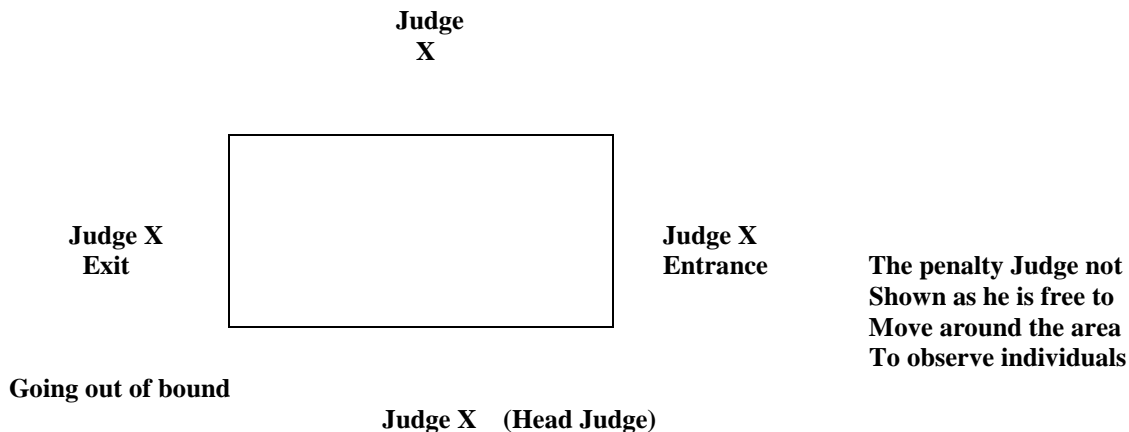 Judge
X
Judge X
Exit
Judge X
Entrance
The penalty Judge not
Shown as he is free to
Move around the area
To observe individuals
Going out of bound
Judge X (Head Judge)